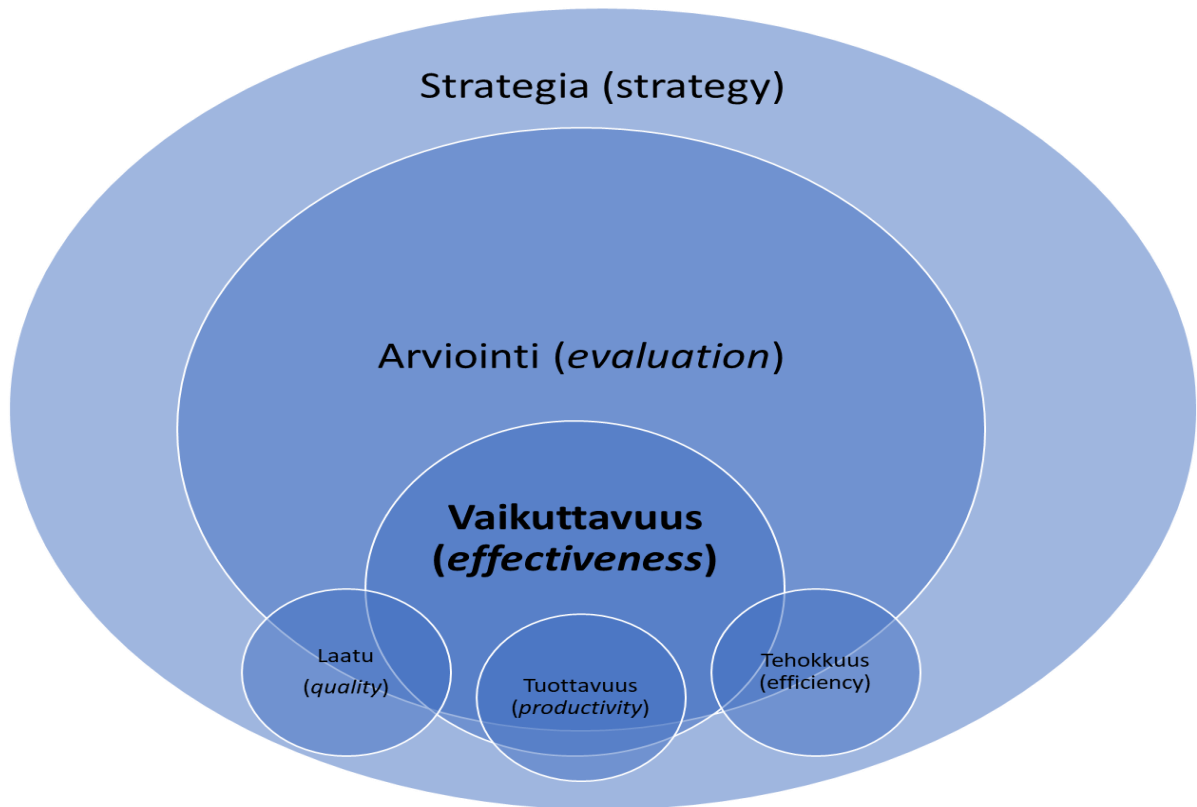 Strategia (strategy)
Arviointi (evaluation)
Vaikuttavuus
(effectiveness)
Laatu
(quality)
Tuottavuus
(productivity)
Tehokkuus
(efficiency)